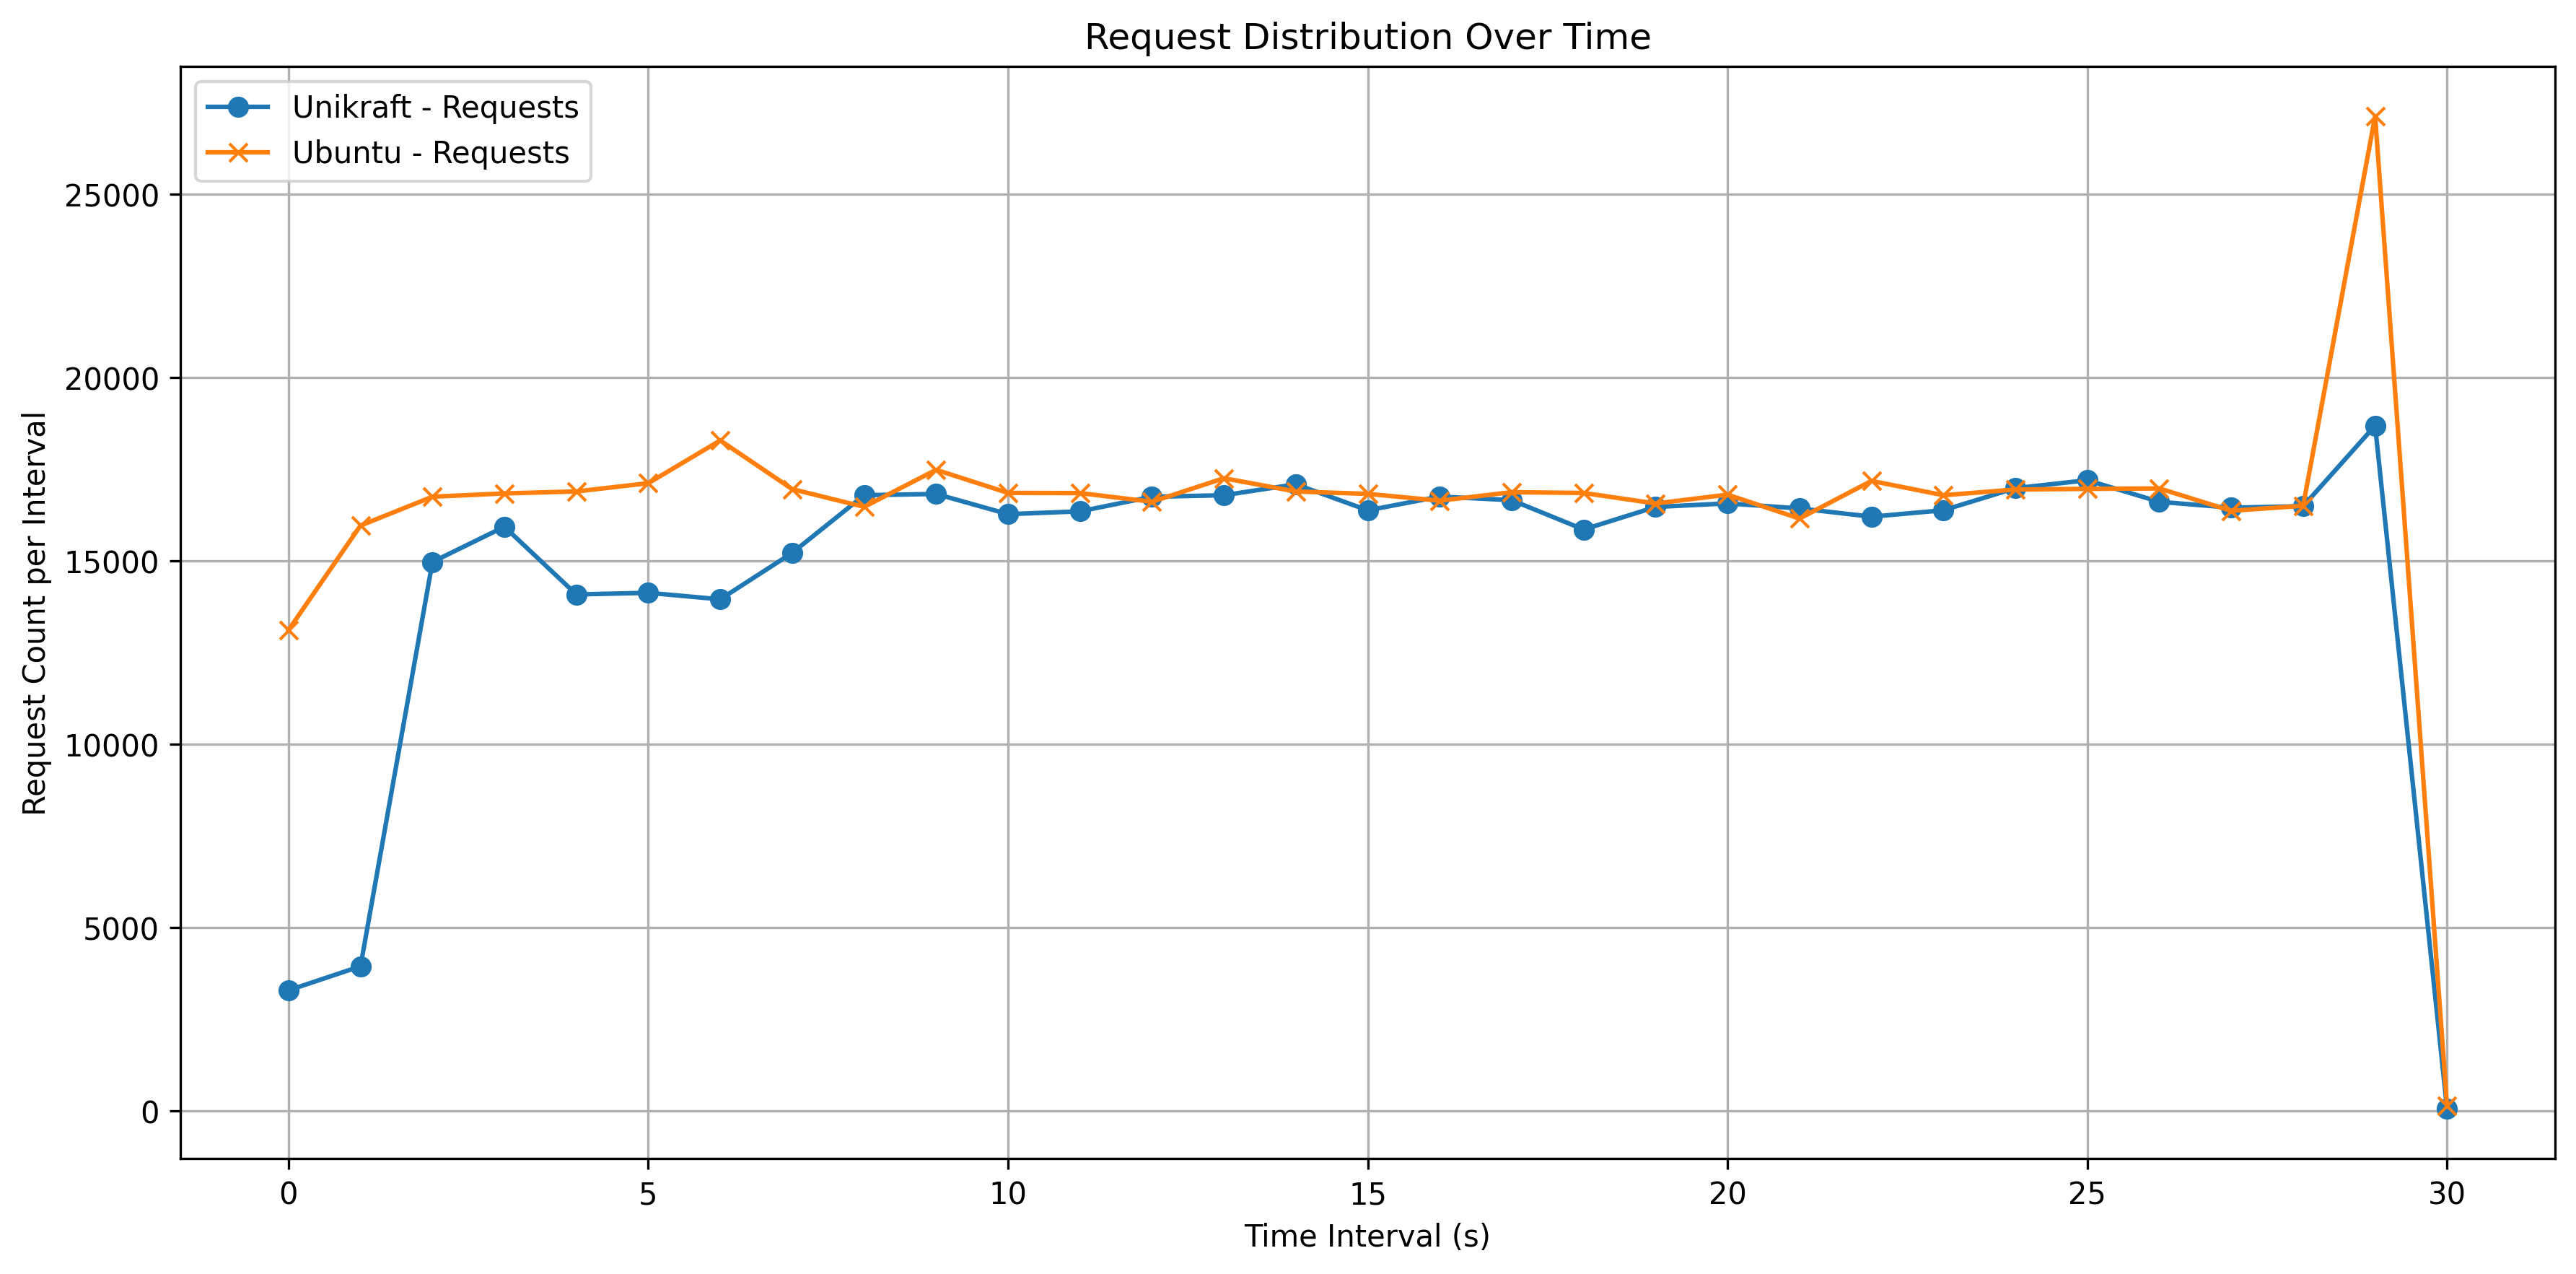 Request Distribution Over Time
Unikraft - Requests
Ubuntu - Requests
Request Count per Interval
25000
20000
15000
10000
5000
0
0 5 10 15 20 25 30
Time Interval (s)